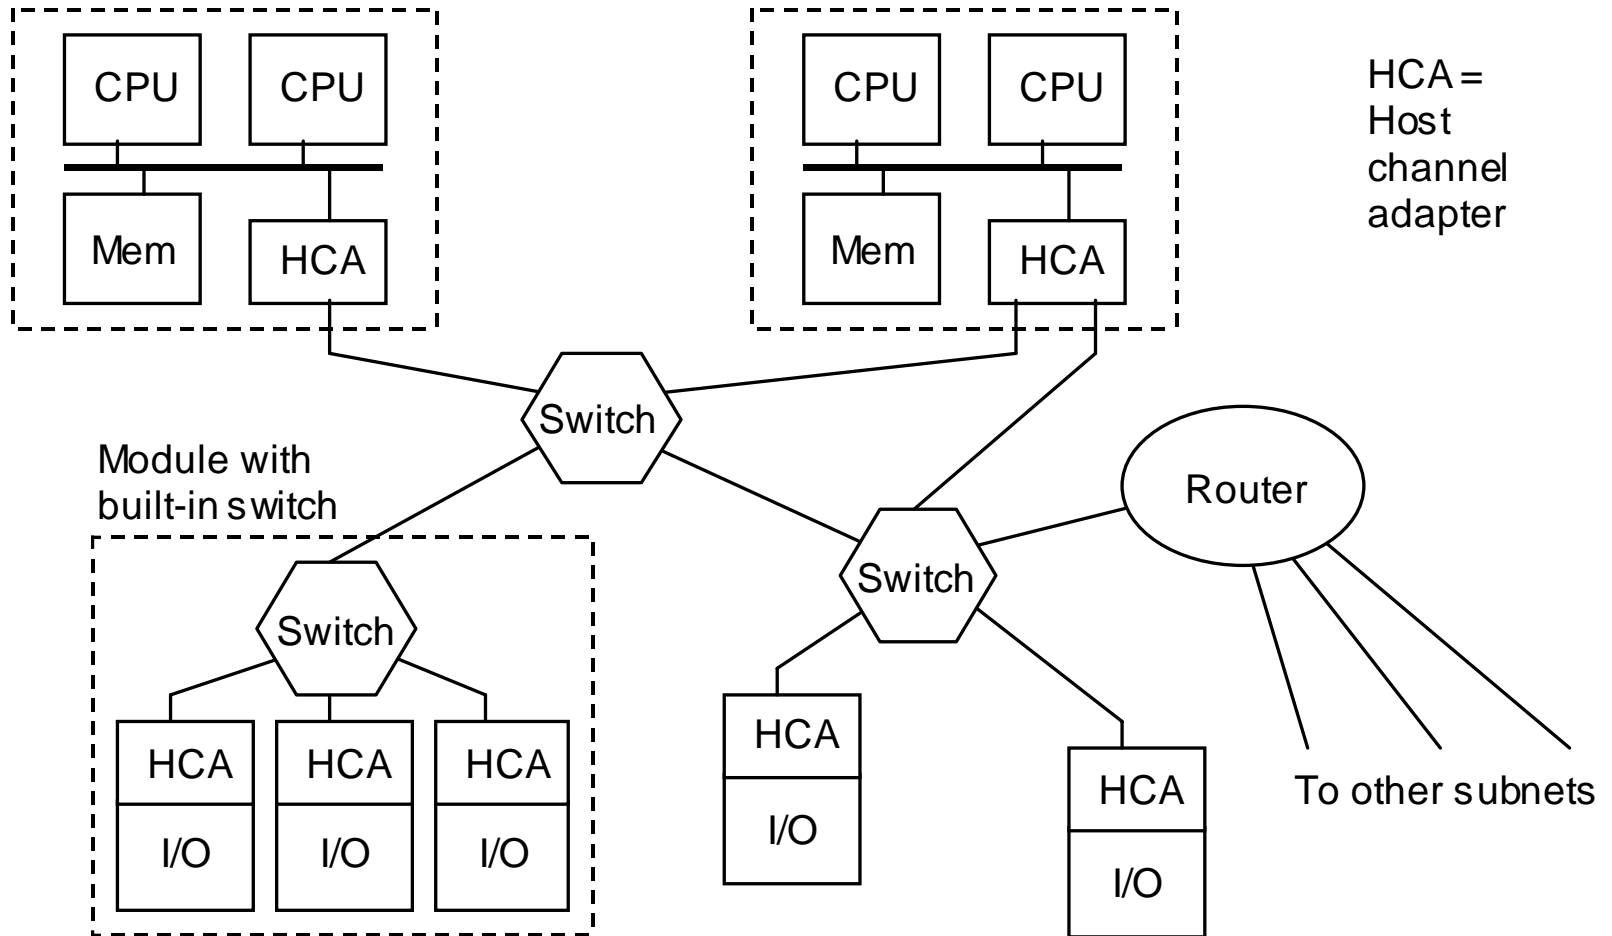 CPU
CPU
Mem
HCA
CPU
CPU
Mem
HCA
HCA =
Host
channel
adapter
Switch
Module with
built-in switch
Switch
HCA
HCA
HCA
I/O
I/O
I/O
Switch
Router
HCA
I/O
HCA
I/O
To other subnets